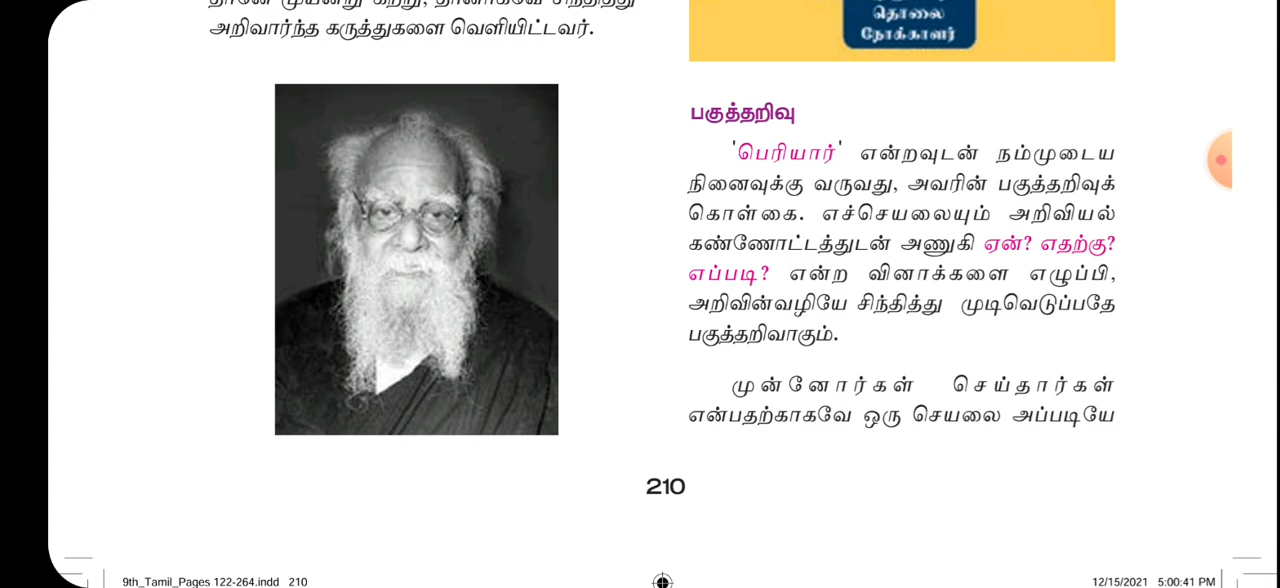 அறிவார்ந்த கருத்துகளை வெளியிட்டவர்.
தொலை
நோக்காளர்
பகுத்தறிவு
'பெரியார்' என்றவுடன் நம்முடைய
நினைவுக்கு வருவது, அவரின் பகுத்தறிவுக்
கொள்கை. எச்செயலையும் அறிவியல்
கண்ணோட்டத்துடன் அணுகி ஏன்? எதற்கு?
எப்படி? என்ற வினாக்களை எழுப்பி,
அறிவின்வழியே சிந்தித்து முடிவெடுப்பதே
பகுத்தறிவாகும்.
முன்னோர்கள் செய்தார்கள்
என்பதற்காகவே ஒரு செயலை அப்படியே
210
9th_Tamil_Pages 122-264.indd 210
12/15/2021 5:00:41 PM